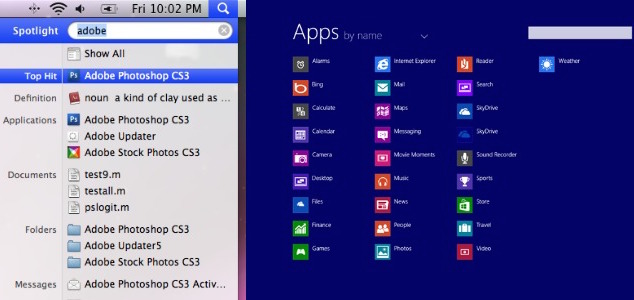 Fri 10:02 PM
Spotlight adobe
Show All
Top Hit Adobe Photoshop CS3
Definition noun a kind of clay used as ...
Applications Adobe Photoshop CS3
Adobe Updater
Adobe Stock Photos CS3
Documents test9.m
testall.m
pslogit.m
Folders Adobe Photoshop CS3
Adobe Updater5
Adobe Stock Photos CS3
Messages Adobe Photoshop CS3 Activ...
Apps by name
Alarms Internet Explorer Reader Weather
Bing Mail Search
Calculate Maps SkyDrive
Calendar Messaging SkyDrive
Camera Movie Moments Sound Recorder
Desktop Music Sports
Files News Store
Finance People Travel
Games Photos Video